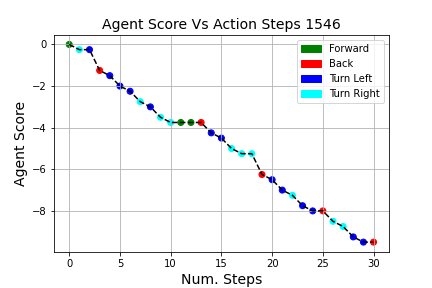 Agent Score Vs Action Steps 1546
Forward
Back
Turn Left
Turn Right
Agent Score
0
−2
−4
−6
−8
0 5 10 15 20 25 30
Num. Steps